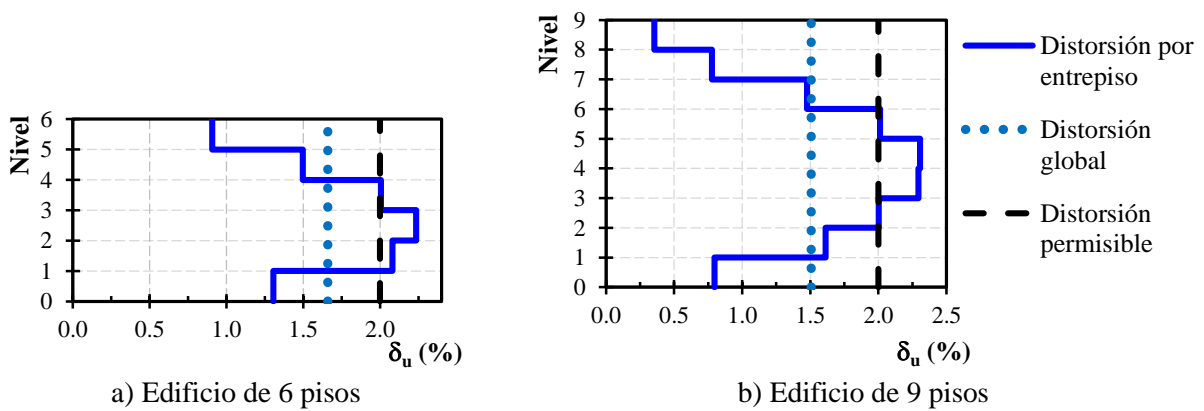 Nivel
6
5
4
3
2
1
0
0.0 0.5 1.0 1.5 2.0
δu (%)
a) Edificio de 6 pisos
Nivel
9
8
7
6
5
4
3
2
1
0
0.0 0.5 1.0 1.5 2.0 2.5
δu (%)
b) Edificio de 9 pisos
Distorsión por
entrepiso
Distorsión
global
Distorsión
permisible